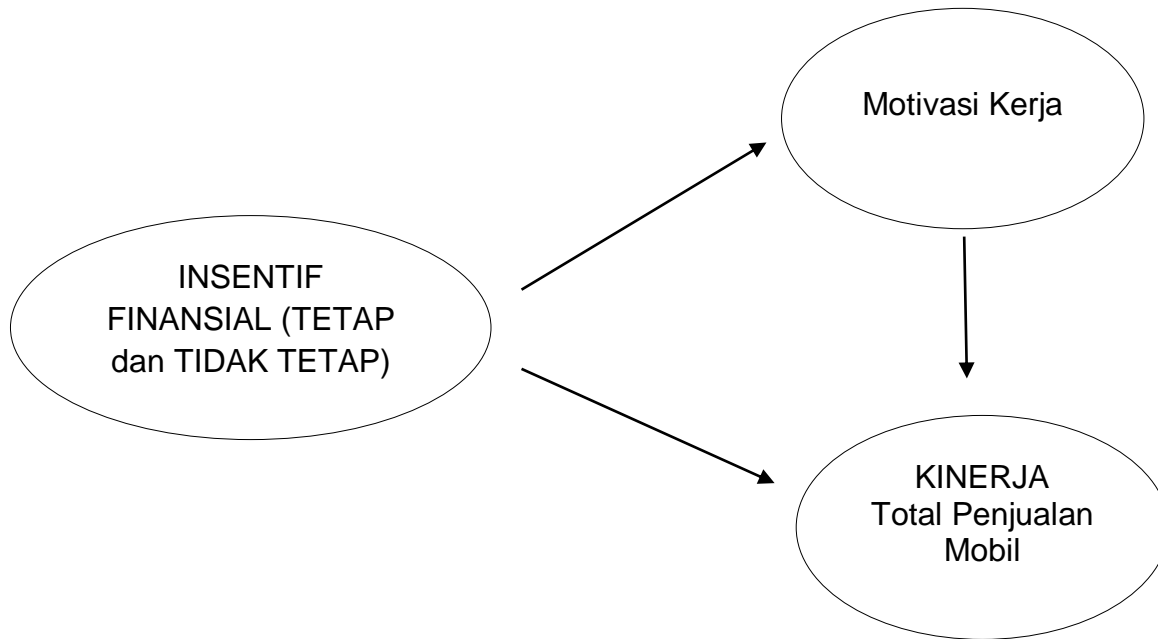 Motivasi Kerja
INSENTIF
FINANSIAL (TETAP
dan TIDAK TETAP)
KINERJA
Total Penjualan
Mobil